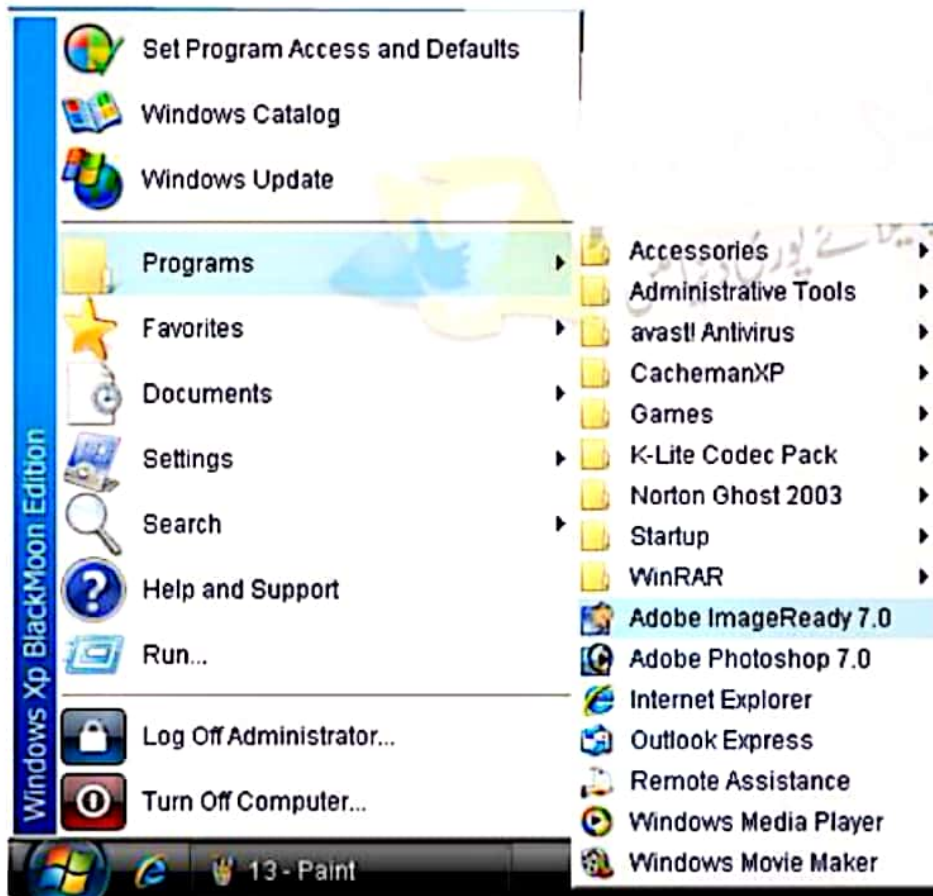 Set Program Access and Defaults
Windows Catalog
Windows Update
Programs
Favorites
Documents
Settings
Search
Help and Support
Run...
Log Off Administrator...
Turn Off Computer...
Windows Xp BlackMoon Edition
Accessories
Administrative Tools
avast! Antivirus
CachemanXP
Games
K-Lite Codec Pack
Norton Ghost 2003
Startup
WinRAR
Adobe ImageReady 7.0
Adobe Photoshop 7.0
Internet Explorer
Outlook Express
Remote Assistance
Windows Media Player
Windows Movie Maker
13 - Paint